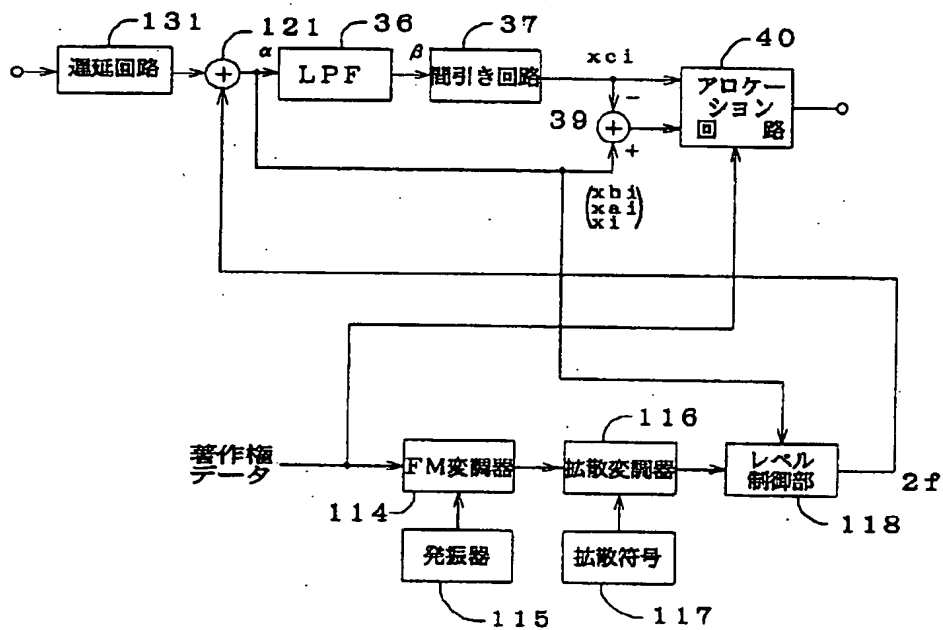 131
121
36
37
40
遅延回路
+
α
LPF
β
間引き回路
xci
アロケー
ション
回 路
−
39
+
+
xbi
xai
xi
116
著作権
データ
FM変調器
拡散変調器
レベル
制御部
2f
114
118
発振器
拡散符号
115
117